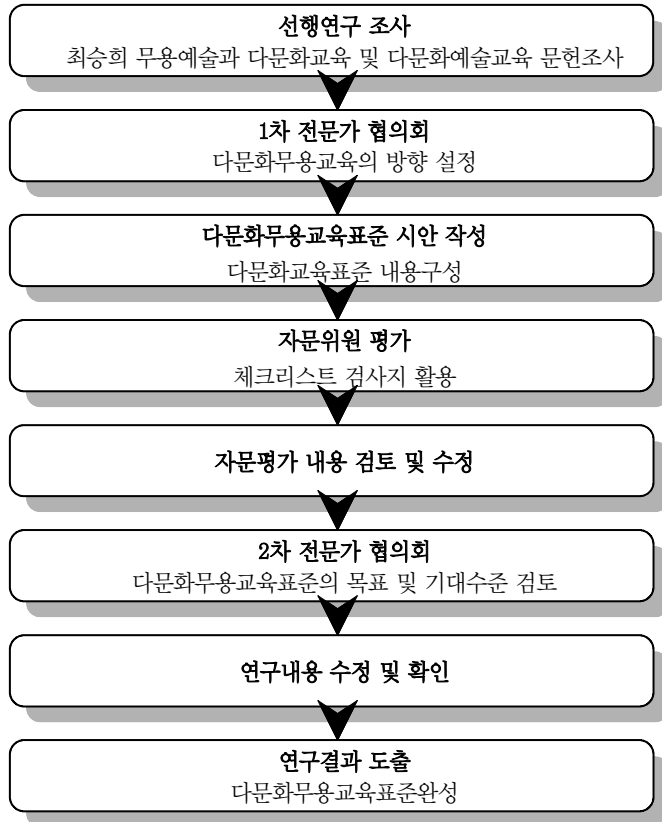 선행연구 조사
최승희 무용예술과 다문화교육 및 다문화예술교육 문헌조사
1차 전문가 협의회
다문화무용교육의 방향 설정
다문화무용교육표준 시안 작성
다문화교육표준 내용구성
자문위원 평가
체크리스트 검사지 활용
자문평가 내용 검토 및 수정
2차 전문가 협의회
다문화무용교육표준의 목표 및 기대수준 검토
연구내용 수정 및 확인
연구결과 도출
다문화무용교육표준완성